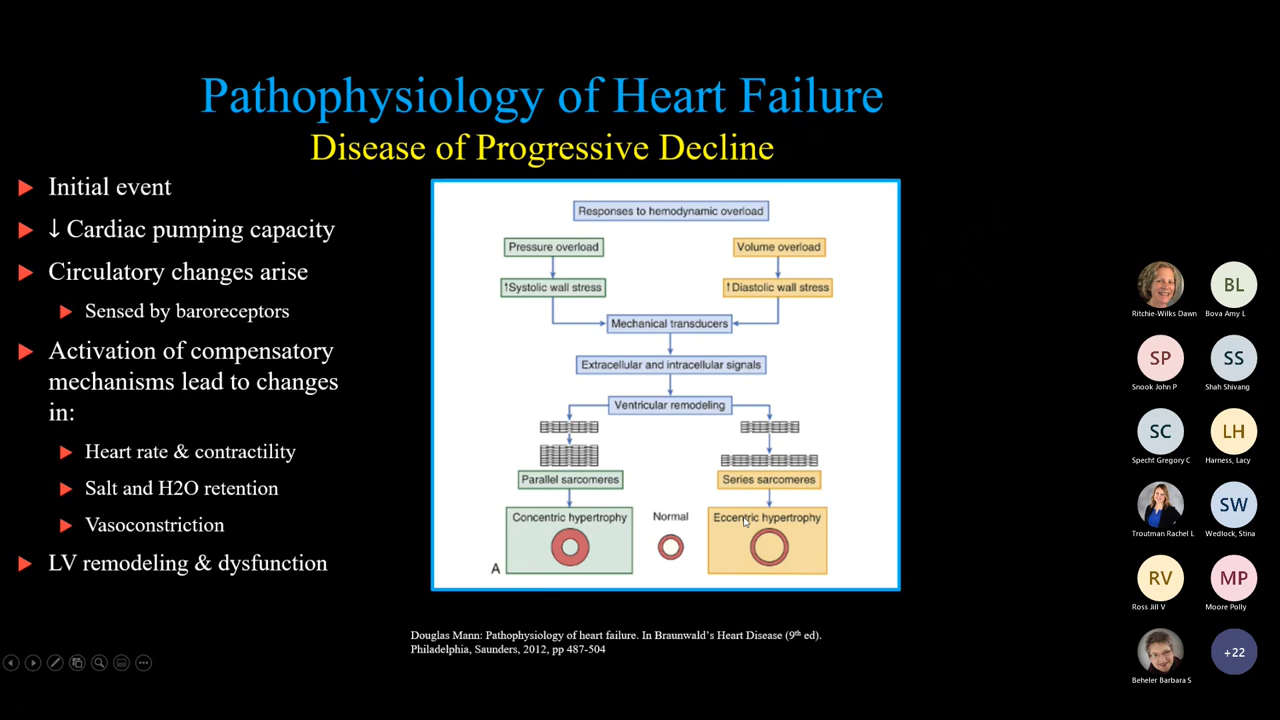 Pathophysiology of Heart Failure
Disease of Progressive Decline
Initial event
↓ Cardiac pumping capacity
Circulatory changes arise
Sensed by baroreceptors
Activation of compensatory
mechanisms lead to changes
in:
Heart rate & contractility
Salt and H2O retention
Vasoconstriction
LV remodeling & dysfunction
Responses to hemodynamic overload
Pressure overload
Volume overload
↑Systolic wall stress
↑Diastolic wall stress
Mechanical transducers
Extracellular and intracellular signals
Ventricular remodeling
Parallel sarcomeres
Series sarcomeres
Concentric hypertrophy
Normal
Eccentric hypertrophy
A
Douglas Mann: Pathophysiology of heart failure. In Braunwald's Heart Disease (9th ed).
Philadelphia, Saunders, 2012, pp 487-504
Ritchie-Wilks Dawn
BL
Bova Amy L
SP
Snook John P
SS
Shah Shivang
SC
Specht Gregory C
LH
Harness, Lacy
Troutman Rachel L
SW
Wedlock, Stina
RV
Ross Jill V
MP
Moore Polly
Beheler Barbara S
+22